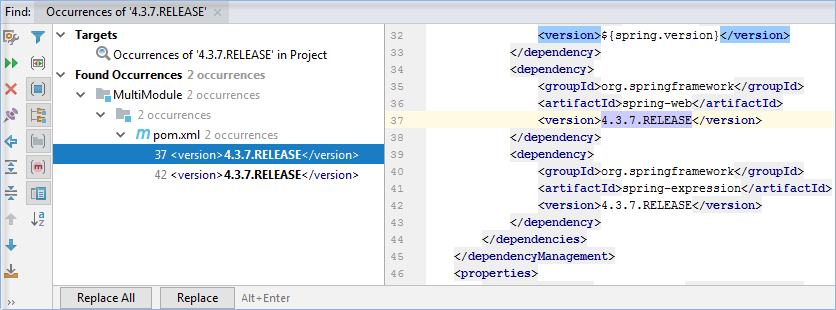 Find: Occurrences of '4.3.7.RELEASE' ×
Targets
Occurrences of '4.3.7.RELEASE' in Project
Found Occurrences 2 occurrences
MultiModule 2 occurrences
2 occurrences
pom.xml 2 occurrences
37 <version>4.3.7.RELEASE</version>
42 <version>4.3.7.RELEASE</version>
32 <version>${spring.version}</version>
33 </dependency>
34 <dependency>
35 <groupId>org.springframework</groupId>
36 <artifactId>spring-web</artifactId>
37 <version>4.3.7.RELEASE</version>
38 </dependency>
39 <dependency>
40 <groupId>org.springframework</groupId>
41 <artifactId>spring-expression</artifactId>
42 <version>4.3.7.RELEASE</version>
43 </dependency>
44 </dependencies>
45 </dependencyManagement>
46 <properties>
Replace All Replace Alt+Enter